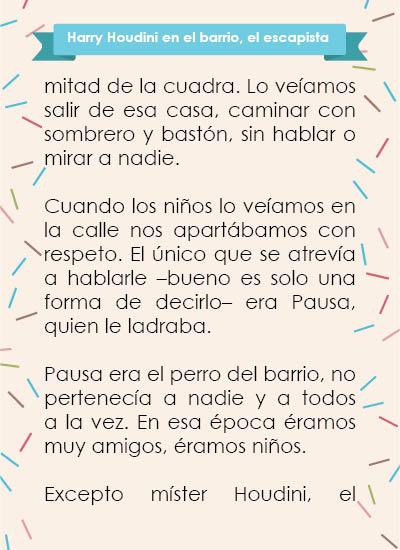 Harry Houdini en el barrio, el escapista
mitad de la cuadra. Lo veíamos
salir de esa casa, caminar con
sombrero y bastón, sin hablar o
mirar a nadie.
Cuando los niños lo veíamos en
la calle nos apartábamos con
respeto. El único que se atrevía
a hablarle –bueno es solo una
forma de decirlo– era Pausa,
quien le ladraba.
Pausa era el perro del barrio, no
pertenecía a nadie y a todos
a la vez. En esa época éramos
muy amigos, éramos niños.
Excepto míster Houdini, el